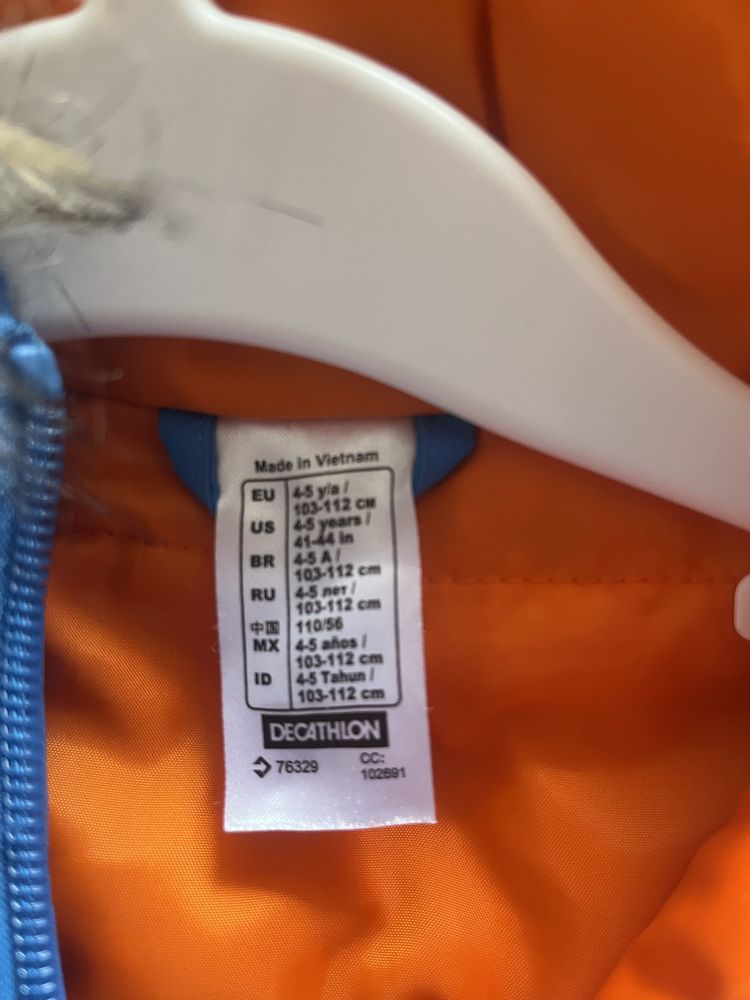 Made in Vietnam
EU 4-5 y/a /
103-112 CM
US 4-5 years /
41-44 in
BR 4-5 A /
103-112 cm
RU 4-5 лет /
103-112 cm
中国 110/56
MX 4-5 años /
103-112 cm
ID 4-5 Tahun /
103-112 cm
DECATHLON
76329 CC:
102691